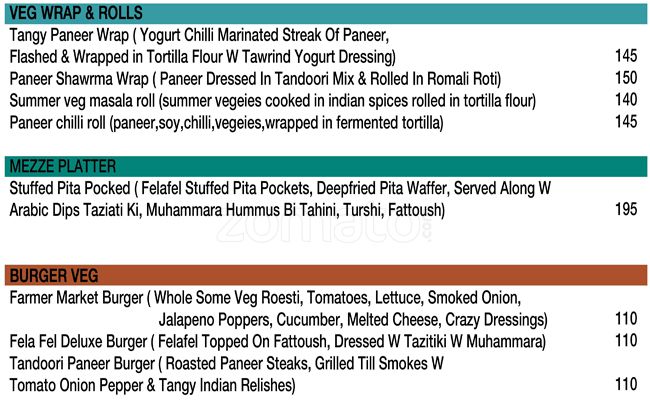 VEG WRAP & ROLLS
Tangy Paneer Wrap ( Yogurt Chilli Marinated Streak Of Paneer,
Flashed & Wrapped in Tortilla Flour W Tawrind Yogurt Dressing) 145
Paneer Shawrma Wrap ( Paneer Dressed In Tandoori Mix & Rolled In Romali Roti) 150
Summer veg masala roll (summer vegeies cooked in indian spices rolled in tortilla flour) 140
Paneer chilli roll (paneer,soy,chilli,vegeies,wrapped in fermented tortilla) 145
MEZZE PLATTER
Stuffed Pita Pocked ( Felafel Stuffed Pita Pockets, Deepfried Pita Waffer, Served Along W
Arabic Dips Taziati Ki, Muhammara Hummus Bi Tahini, Turshi, Fattoush) 195
zomato.com
BURGER VEG
Farmer Market Burger ( Whole Some Veg Roesti, Tomatoes, Lettuce, Smoked Onion,
Jalapeno Poppers, Cucumber, Melted Cheese, Crazy Dressings) 110
Fela Fel Deluxe Burger ( Felafel Topped On Fattoush, Dressed W Tazitiki W Muhammara) 110
Tandoori Paneer Burger ( Roasted Paneer Steaks, Grilled Till Smokes W
Tomato Onion Pepper & Tangy Indian Relishes) 110